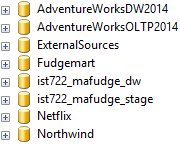 AdventureWorksDW2014
AdventureWorksOLTP2014
ExternalSources
Fudgemart
ist722_mafudge_dw
ist722_mafudge_stage
Netflix
Northwind